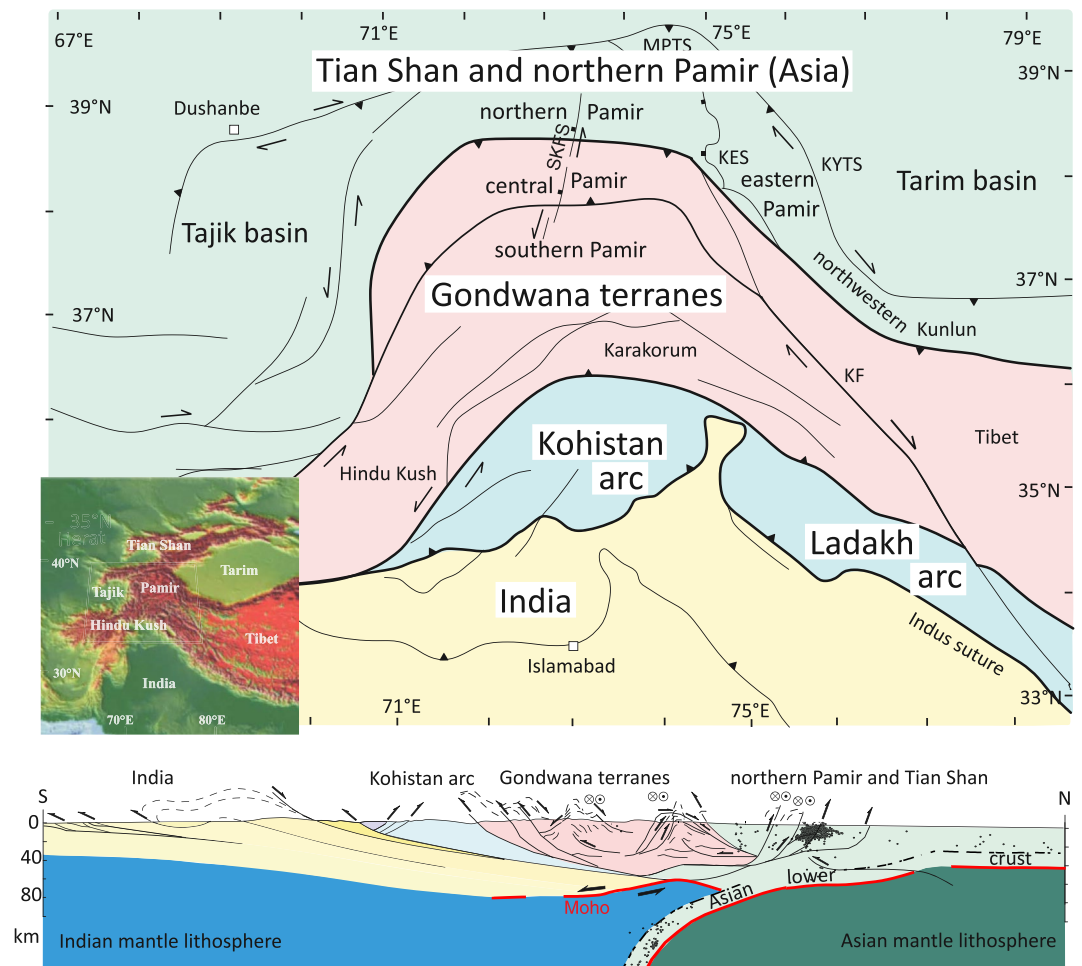 67°E
71°E
75°E
79°E
MPTS
Tian Shan and northern Pamir (Asia)
39°N
39°N
Dushanbe
northern Pamir
SKFS
KES
KYTS
central Pamir
eastern
Pamir
Tarim basin
Tajik basin
southern Pamir
Gondwana terranes
northwestern
Kunlun
37°N
37°N
Karakorum
KF
Kohistan
arc
Tibet
Hindu Kush
35°N
35°N
Herat
Tian Shan
40°N
Tarim
Tajik
Pamir
Hindu Kush
Tibet
30°N
India
70°E
80°E
Ladakh
arc
India
Indus suture
Islamabad
33°N
71°E
75°E
India
Kohistan arc
Gondwana terranes
northern Pamir and Tian Shan
S
N
0
40
80
km
crust
lower
Asian
Moho
Indian mantle lithosphere
Asian mantle lithosphere